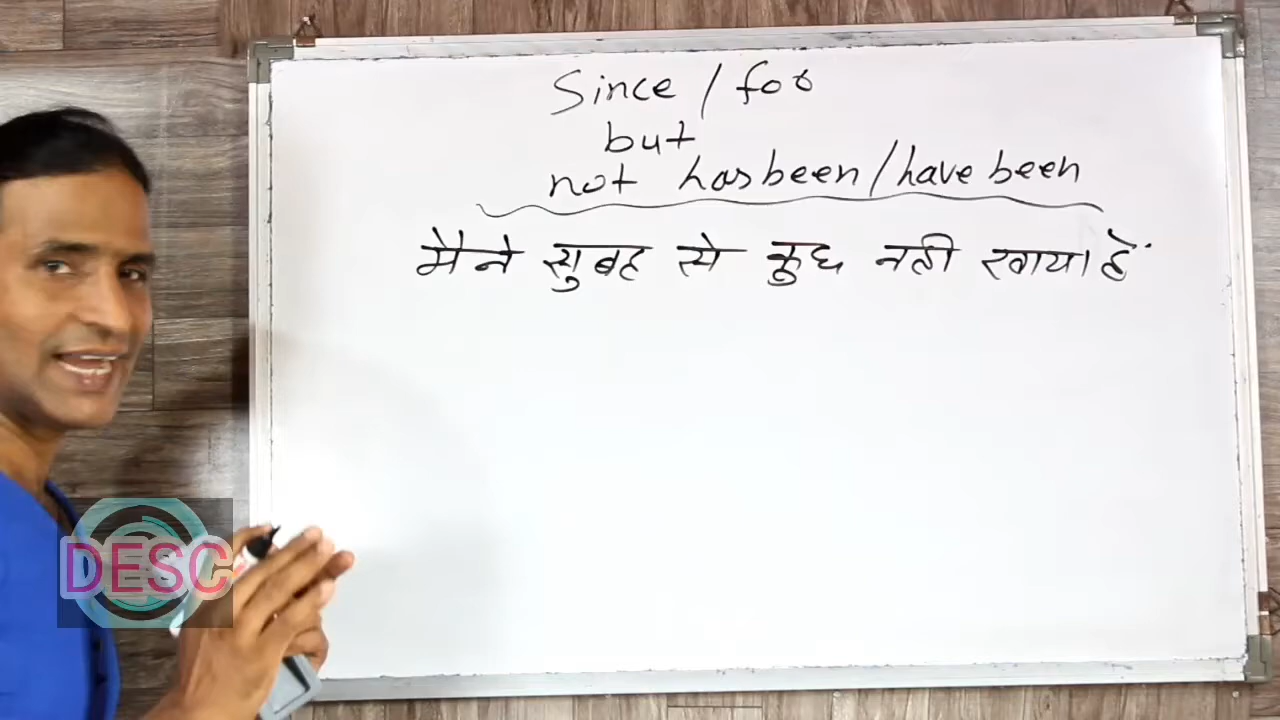 Since / for
but
not has been / have been
मैने सुबह से कुछ नही खाया है।
DESC